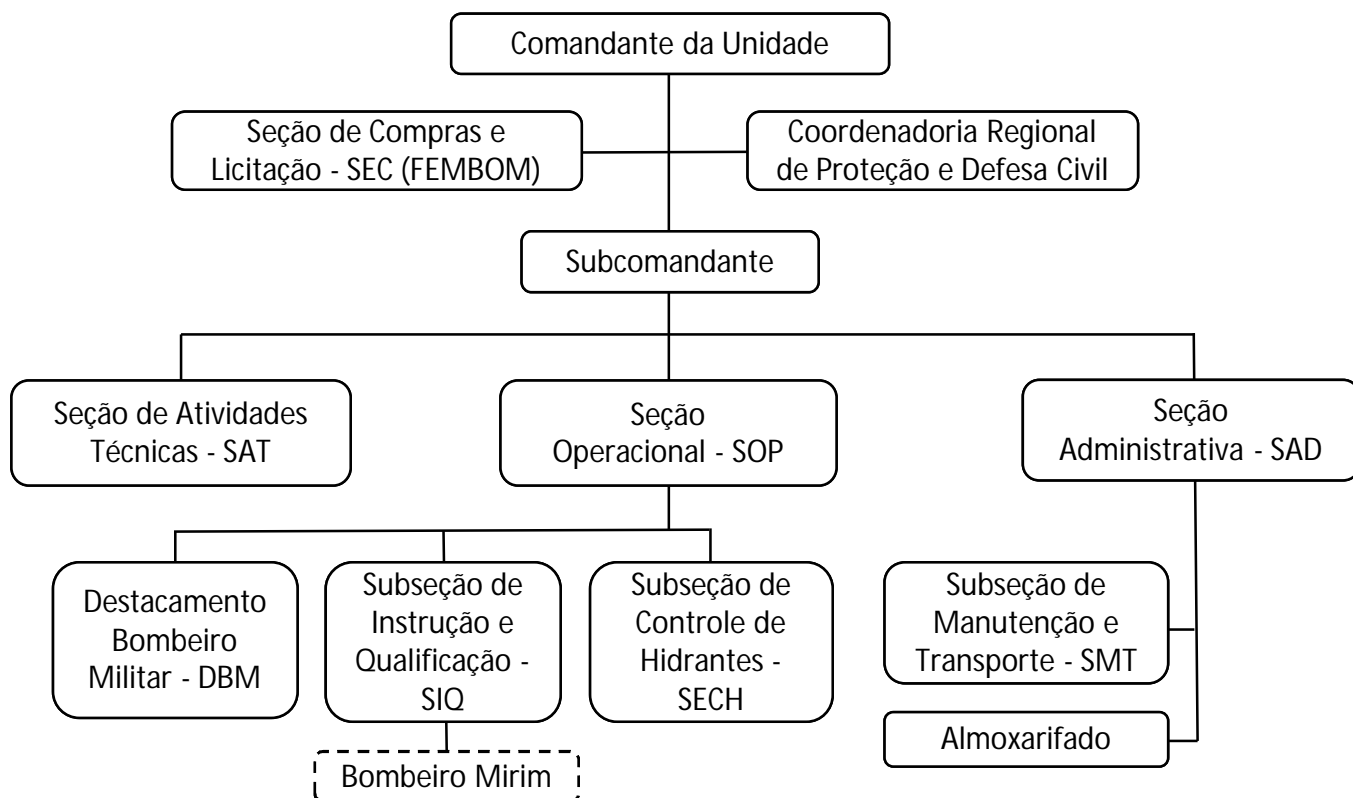 Comandante da Unidade
Seção de Compras e
Licitação - SEC (FEMBOM)
Coordenadoria Regional
de Proteção e Defesa Civil
Subcomandante
Seção de Atividades
Técnicas - SAT
Seção
Operacional - SOP
Seção
Administrativa - SAD
Destacamento
Bombeiro
Militar - DBM
Subseção de
Instrução e
Qualificação -
SIQ
Subseção de
Controle de
Hidrantes -
SECH
Subseção de
Manutenção e
Transporte - SMT
Almoxarifado
Bombeiro Mirim